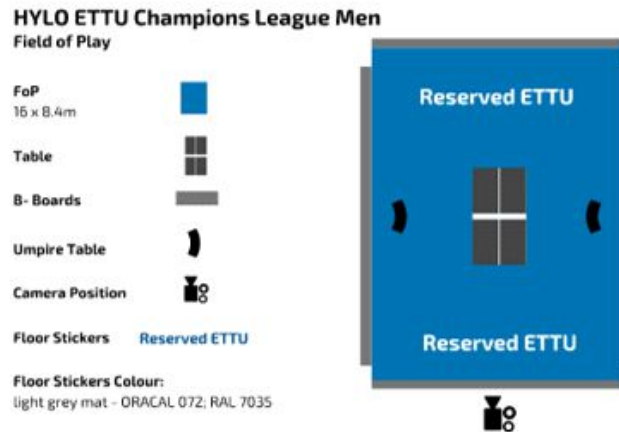 HYLO ETTU Champions League Men
Field of Play
FoP
16 x 8.4m
Table
B- Boards
Umpire Table
Camera Position
Floor Stickers Reserved ETTU
Floor Stickers Colour:
light grey mat - ORACAL 072; RAL 7035
Reserved ETTU
Reserved ETTU